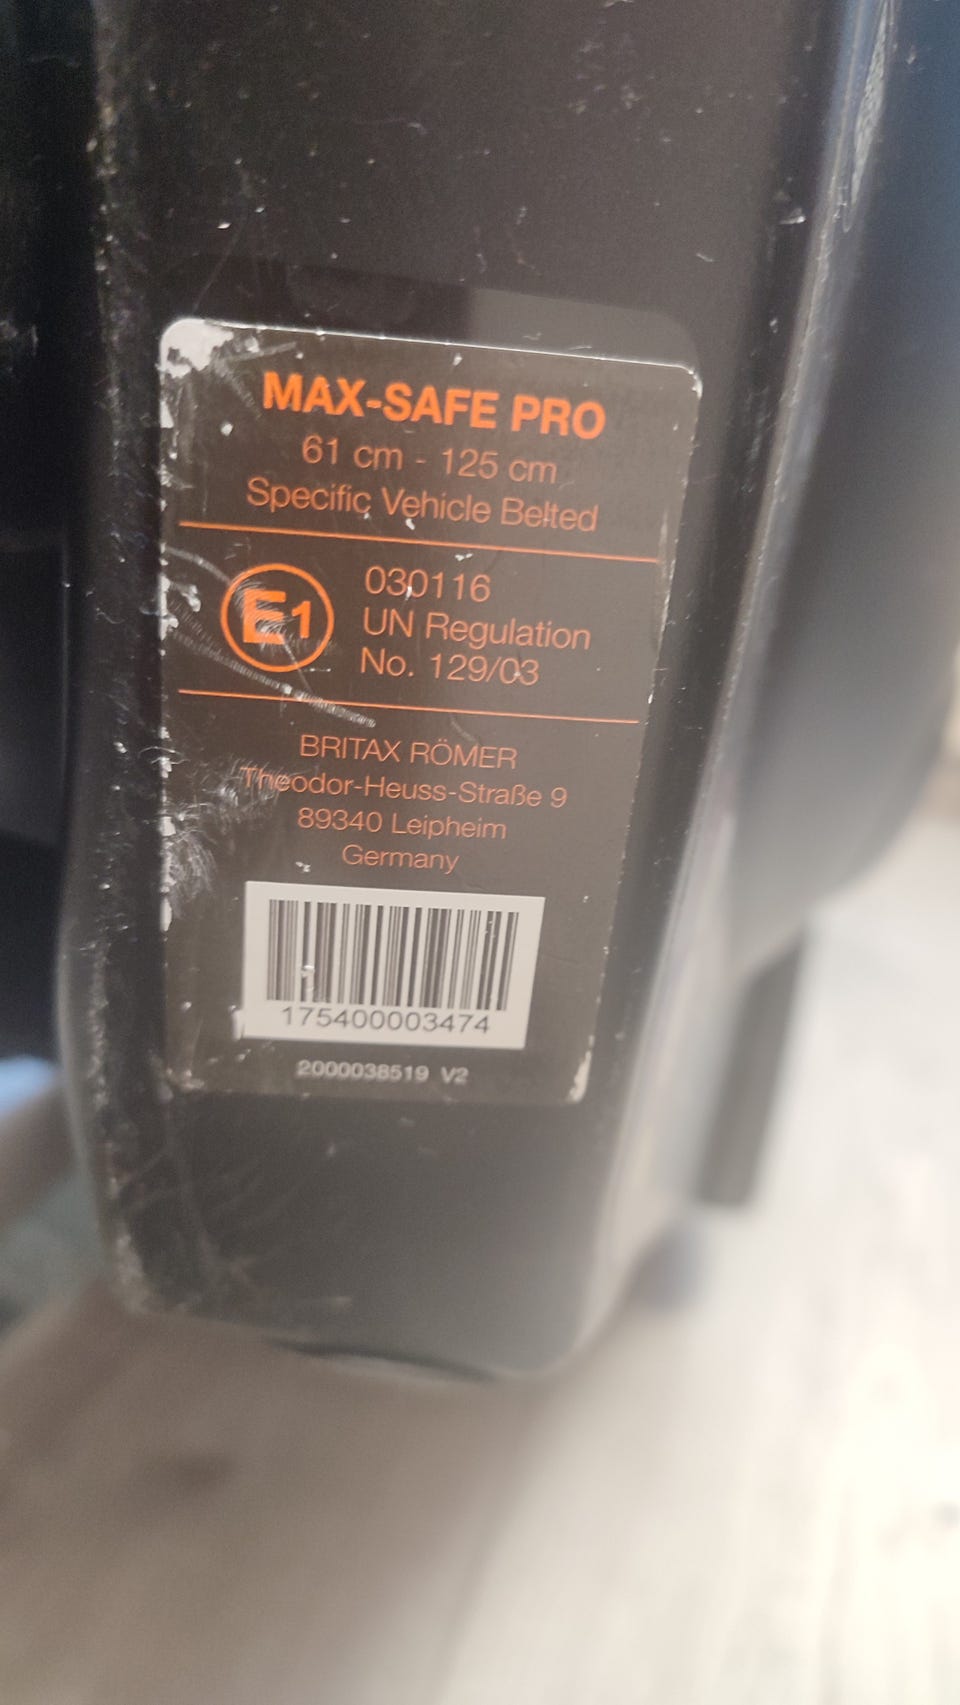 MAX-SAFE PRO
61 cm - 125 cm
Specific Vehicle Belted
E1
030116
UN Regulation
No. 129/03
BRITAX RÖMER
Theodor-Heuss-Straße 9
89340 Leipheim
Germany
175400003474
2000038519 V2